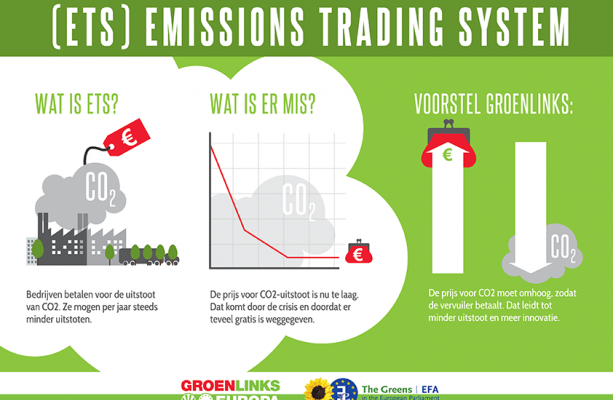 (ETS) EMISSIONS TRADING SYSTEM
WAT IS ETS?
€
CO2
Bedrijven betalen voor de uitstoot
van CO2. Ze mogen per jaar steeds
minder uitstoten.
WAT IS ER MIS?
CO2
€
De prijs voor CO2-uitstoot is nu te laag.
Dat komt door de crisis en doordat er
teveel gratis is weggegeven.
VOORSTEL GROENLINKS:
€
CO2
De prijs voor CO2 moet omhoog, zodat
de vervuiler betaalt. Dat leidt tot
minder uitstoot en meer innovatie.
GROENLINKS
EUROPA
The Greens | EFA
in the European Parliament